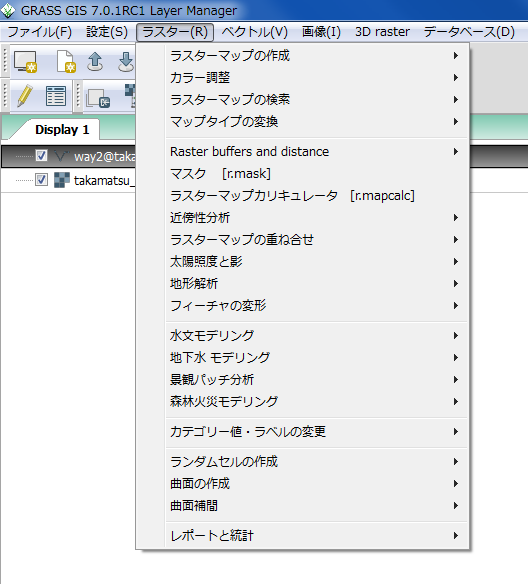 GRASS GIS 7.0.1RC1 Layer Manager
ファイル(F) 設定(S) ラスター(R) ベクトル(V) 画像(I) 3D raster データベース(D)
ラスターマップの作成
カラー調整
ラスターマップの検索
マップタイプの変換
Display 1
way2@taka
takamatsu_
Raster buffers and distance
マスク [r.mask]
ラスターマップカリキュレータ [r.mapcalc]
近傍性分析
ラスターマップの重ね合せ
太陽照度と影
地形解析
フィーチャの変形
水文モデリング
地下水 モデリング
景観パッチ分析
森林火災モデリング
カテゴリー値・ラベルの変更
ランダムセルの作成
曲面の作成
曲面補間
レポートと統計